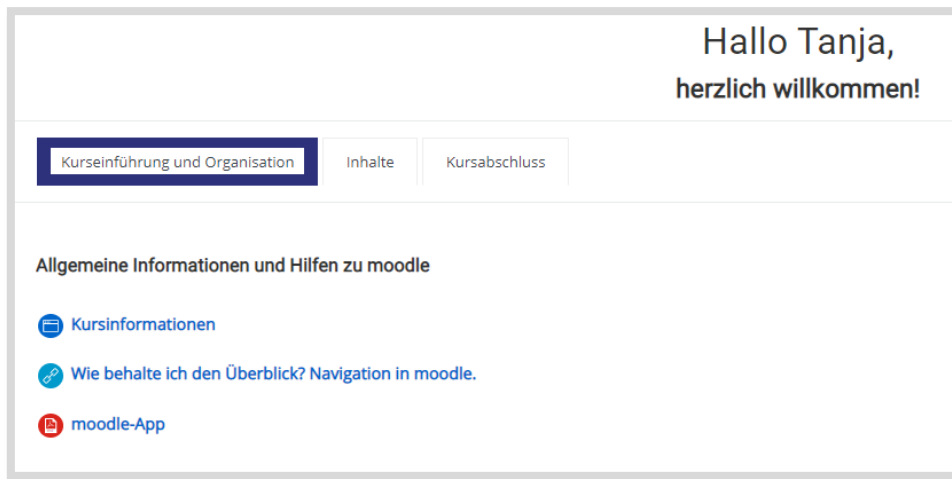 Hallo Tanja,
herzlich willkommen!
Kurseinführung und Organisation
Inhalte
Kursabschluss
Allgemeine Informationen und Hilfen zu moodle
Kursinformationen
Wie behalte ich den Überblick? Navigation in moodle.
moodle-App